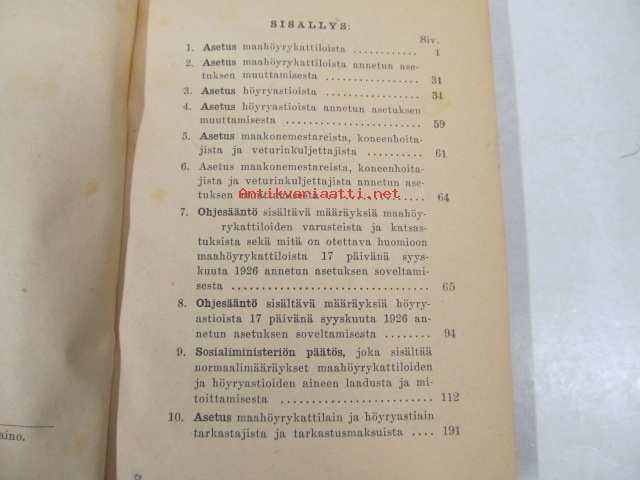 SISÄLLYS:
Siv.
1. Asetus maahöyrykattiloista ............ 1
2. Asetus maahöyrykattiloista annetun ase-
tuksen muuttamisesta ................ 31
3. Asetus höyryastioista .................. 34
4. Asetus höyryastioista annetun asetuksen
muuttamisesta ....................... 59
5. Asetus maakonemestareista, koneenhoita-
jista ja veturinkuljettajista .......... 61
6. Asetus maakonemestareista, koneenhoita-
jista ja veturinkuljettajista annetun ase-
tuksen muuttamisesta ................ 64
Antikvariaatti.net
7. Ohjesääntö sisältävä määräyksiä maahöy-
rykattiloiden varusteista ja katsas-
tuksista sekä mitä on otettava huomioon
maahöyrykattiloista 17 päivänä syys-
kuuta 1926 annetun asetuksen soveltami-
sesta ................................ 65
8. Ohjesääntö sisältävä määräyksiä höyry-
astioista 17 päivänä syyskuuta 1926 an-
netun asetuksen soveltamisesta ........ 94
9. Sosialiministeriön päätös, joka sisältää
normaalimääräykset maahöyrykattiloiden
ja höyryastioiden aineen laadusta ja mi-
toittamisesta ........................ 112
10. Asetus maahöyrykattilain ja höyryastiain
tarkastajista ja tarkastusmaksuista .... 191
aino.